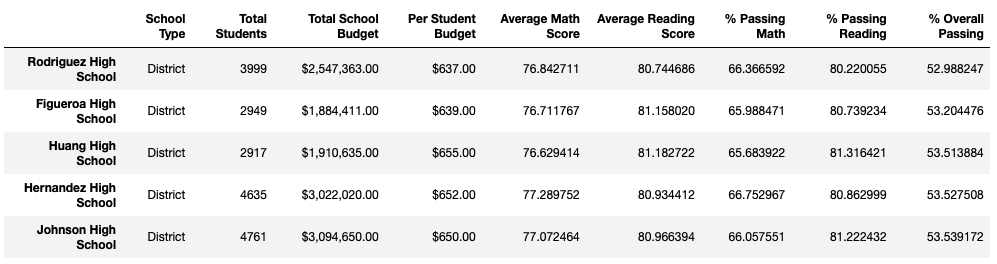 School Type Total Students Total School Budget Per Student Budget Average Math Score Average Reading Score % Passing Math % Passing Reading % Overall Passing
Rodriguez High School District 3999 $2,547,363.00 $637.00 76.842711 80.744686 66.366592 80.220055 52.988247
Figueroa High School District 2949 $1,884,411.00 $639.00 76.711767 81.158020 65.988471 80.739234 53.204476
Huang High School District 2917 $1,910,635.00 $655.00 76.629414 81.182722 65.683922 81.316421 53.513884
Hernandez High School District 4635 $3,022,020.00 $652.00 77.289752 80.934412 66.752967 80.862999 53.527508
Johnson High School District 4761 $3,094,650.00 $650.00 77.072464 80.966394 66.057551 81.222432 53.539172